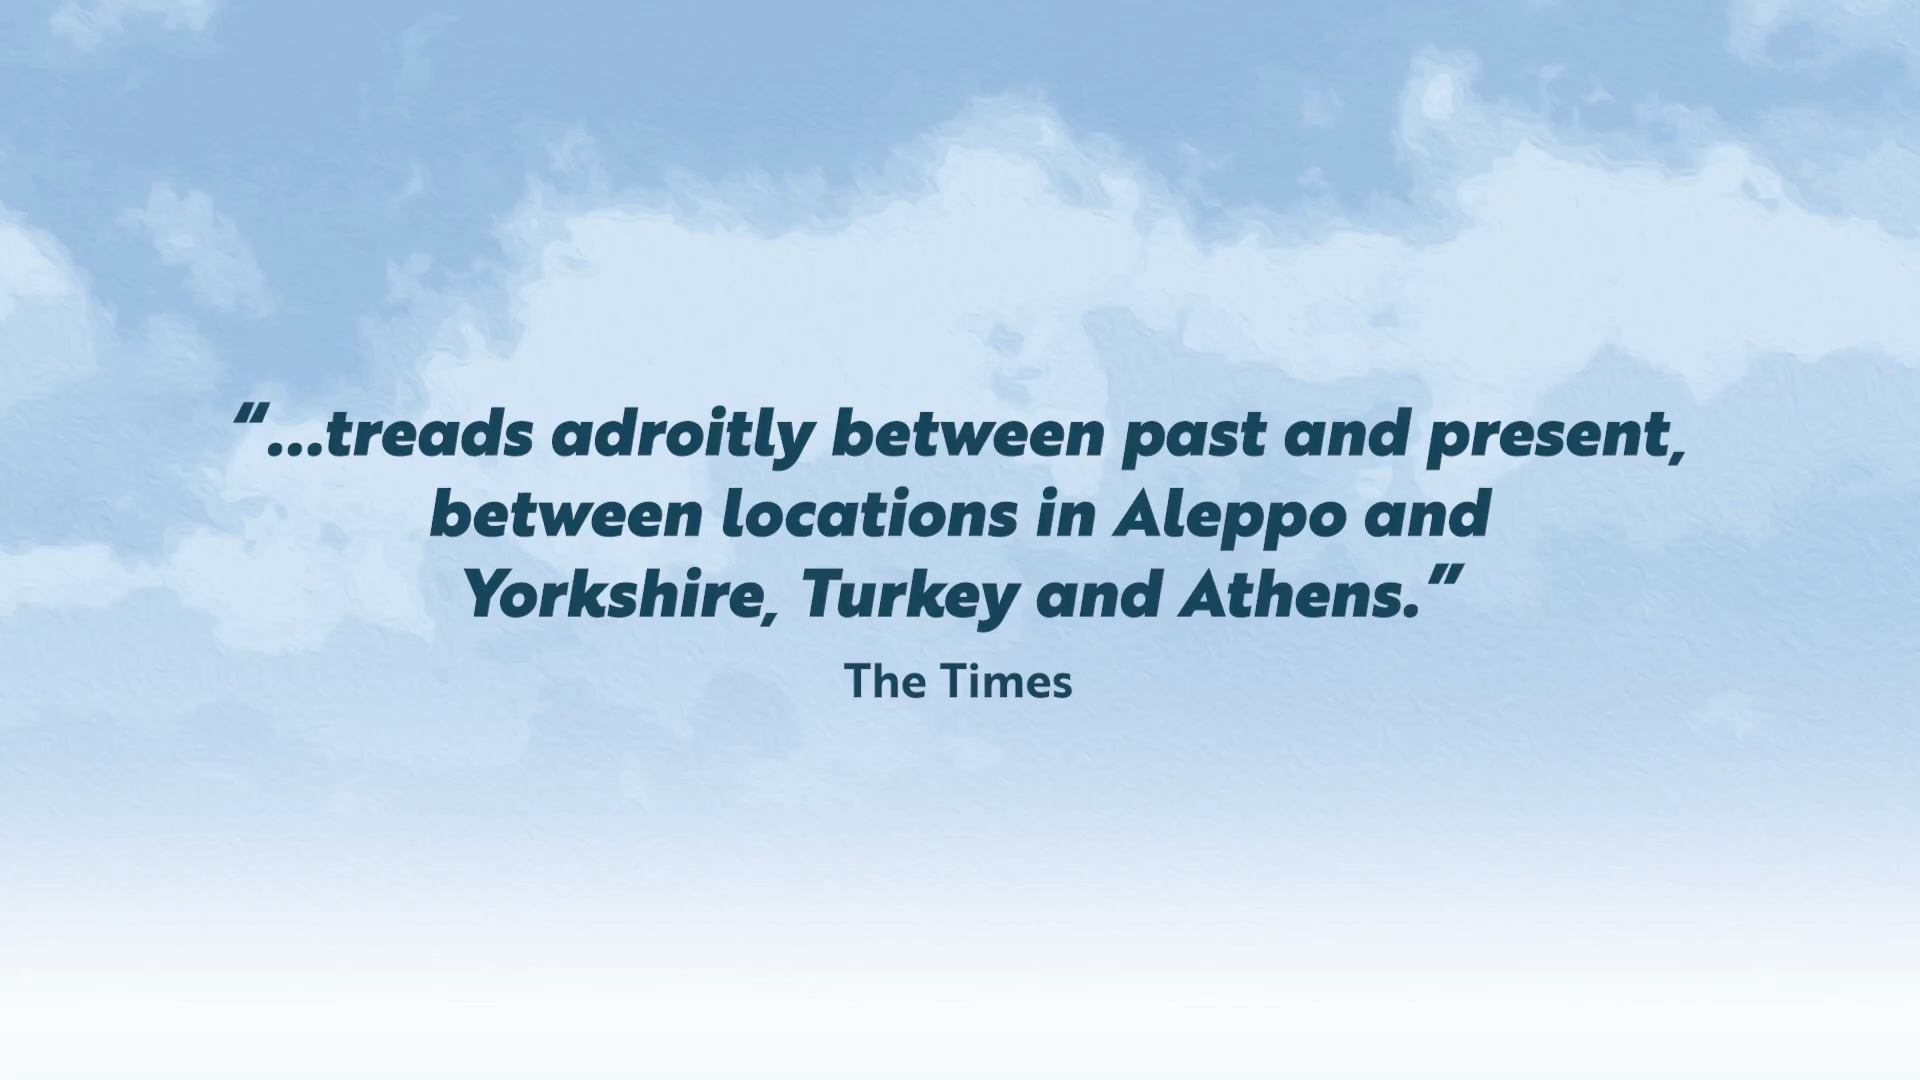 “...treads adroitly between past and present,
between locations in Aleppo and
Yorkshire, Turkey and Athens.”
The Times